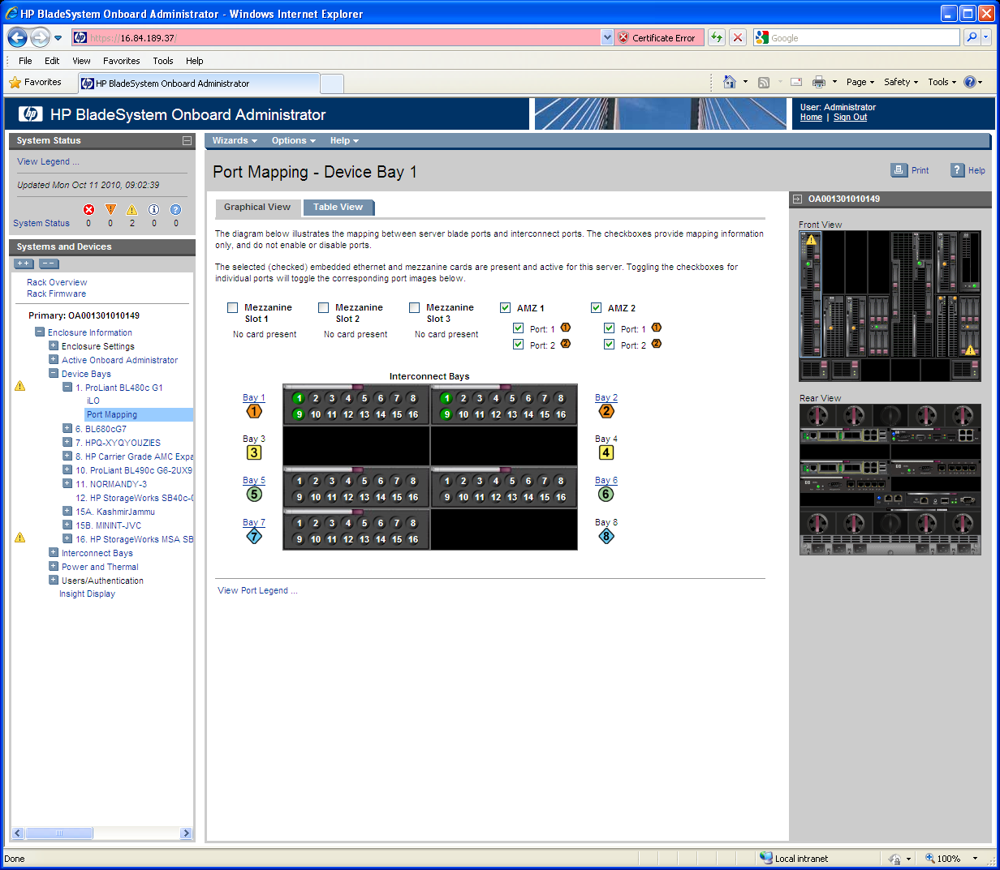 HP BladeSystem Onboard Administrator - Windows Internet Explorer
https://16.84.189.37/
Certificate Error
Google
File Edit View Favorites Tools Help
Favorites
HP BladeSystem Onboard Administrator
Page Safety Tools
HP BladeSystem Onboard Administrator
User: Administrator
Home | Sign Out
System Status
View Legend ...
Updated Mon Oct 11 2010, 09:02:39
System Status 0 0 2 0 0
Systems and Devices
Rack Overview
Rack Firmware
Primary: OA001301010149
Enclosure Information
Enclosure Settings
Active Onboard Administrator
Device Bays
1. ProLiant BL480c G1
iLO
Port Mapping
6. BL680cG7
7. HPQ-XYQYOUZIES
8. HP Carrier Grade AMC Expa
10. ProLiant BL490c G6-2UX9
11. NORMANDY-3
12. HP StorageWorks SB40c-
15A. KashmirJammu
15B. MININT-JVC
16. HP StorageWorks MSA SB
Interconnect Bays
Power and Thermal
Users/Authentication
Insight Display
Wizards Options Help
Port Mapping - Device Bay 1
Print Help
Graphical View Table View
The diagram below illustrates the mapping between server blade ports and interconnect ports. The checkboxes provide mapping information
only, and do not enable or disable ports.
The selected (checked) embedded ethernet and mezzanine cards are present and active for this server. Toggling the checkboxes for
individual ports will toggle the corresponding port images below.
Mezzanine Slot 1
No card present
Mezzanine Slot 2
No card present
Mezzanine Slot 3
No card present
AMZ 1
Port: 1 1
Port: 2 2
AMZ 2
Port: 1 1
Port: 2 2
Interconnect Bays
Bay 1 1 2 3 4 5 6 7 8 1 2 3 4 5 6 7 8 Bay 2
1 9 10 11 12 13 14 15 16 9 10 11 12 13 14 15 16 2
Bay 3 Bay 4
3 4
Bay 5 1 2 3 4 5 6 7 8 1 2 3 4 5 6 7 8 Bay 6
5 9 10 11 12 13 14 15 16 9 10 11 12 13 14 15 16 6
Bay 7 1 2 3 4 5 6 7 8 Bay 8
7 9 10 11 12 13 14 15 16 8
View Port Legend ...
OA001301010149
Front View
Rear View
Done
Local intranet
100%